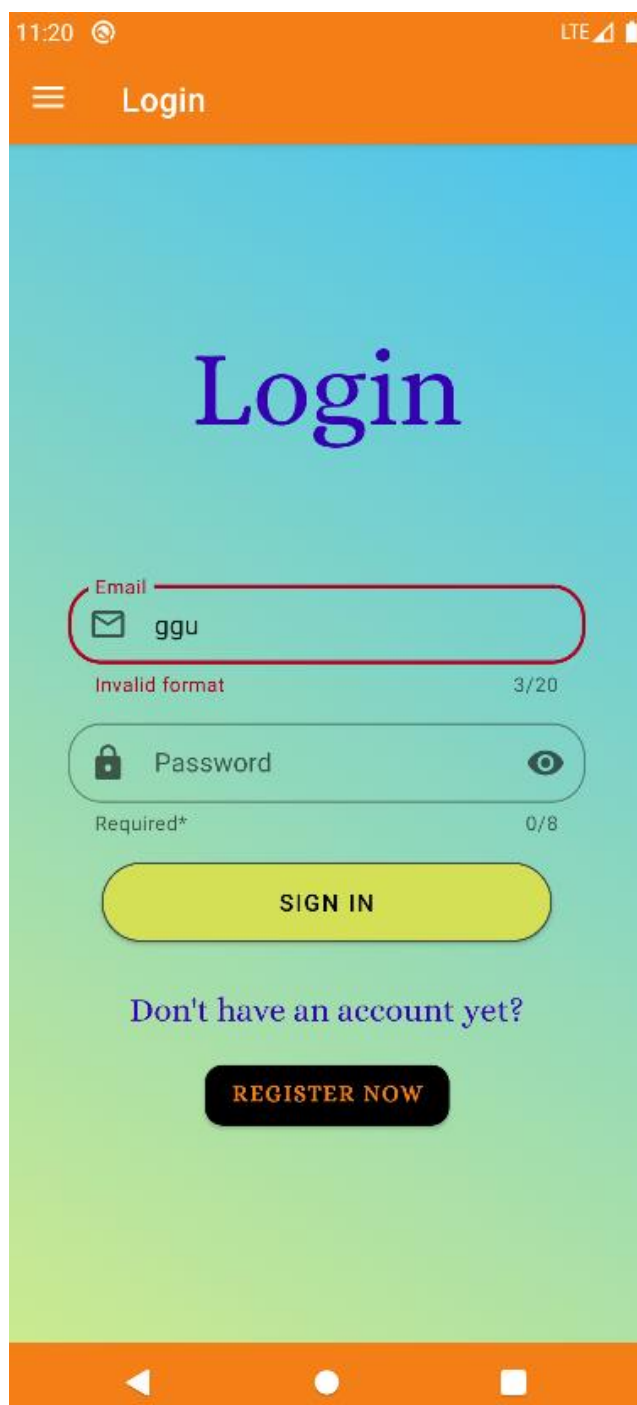 11:20 LTE
Login
Login
Email
ggu
Invalid format 3/20
Password
Required* 0/8
SIGN IN
Don't have an account yet?
REGISTER NOW